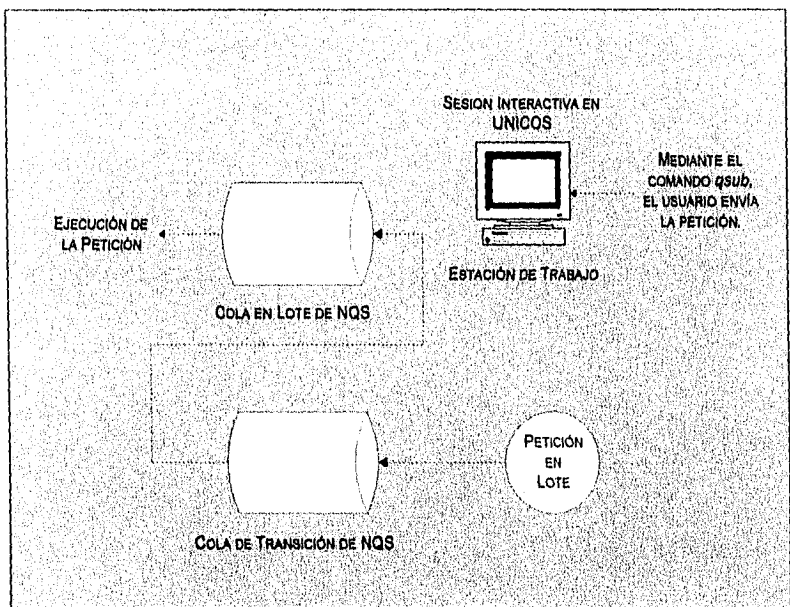 SESION INTERACTIVA EN
UNICOS
MEDIANTE EL
COMANDO qsub,
EL USUARIO ENVÍA
LA PETICIÓN.
EJECUCIÓN DE
LA PETICIÓN
ESTACIÓN DE TRABAJO
COLA EN LOTE DE NQS
PETICIÓN
EN
LOTE
COLA DE TRANSICIÓN DE NQS